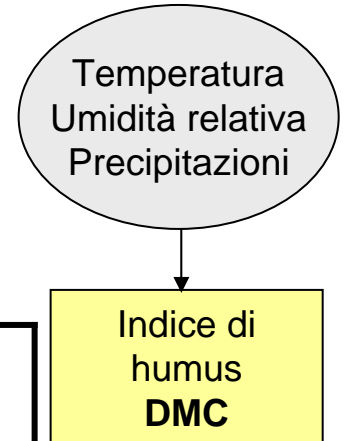 Temperatura
Umidità relativa
Precipitazioni
Indice di
humus
DMC